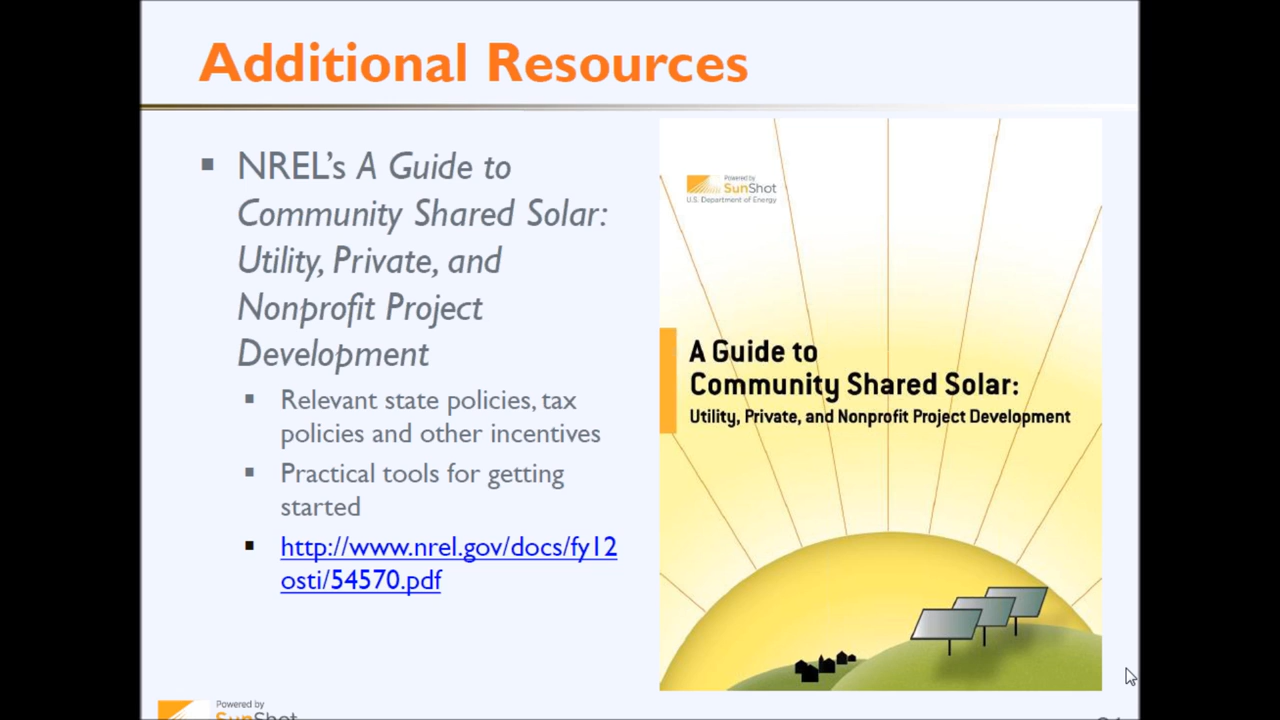 Additional Resources
NREL's A Guide to
Community Shared Solar:
Utility, Private, and
Nonprofit Project
Development
Relevant state policies, tax
policies and other incentives
Practical tools for getting
started
http://www.nrel.gov/docs/fy12
osti/54570.pdf
Powered by
SunShot
U.S. Department of Energy
A Guide to
Community Shared Solar:
Utility, Private, and Nonprofit Project Development
Powered by
SunShot